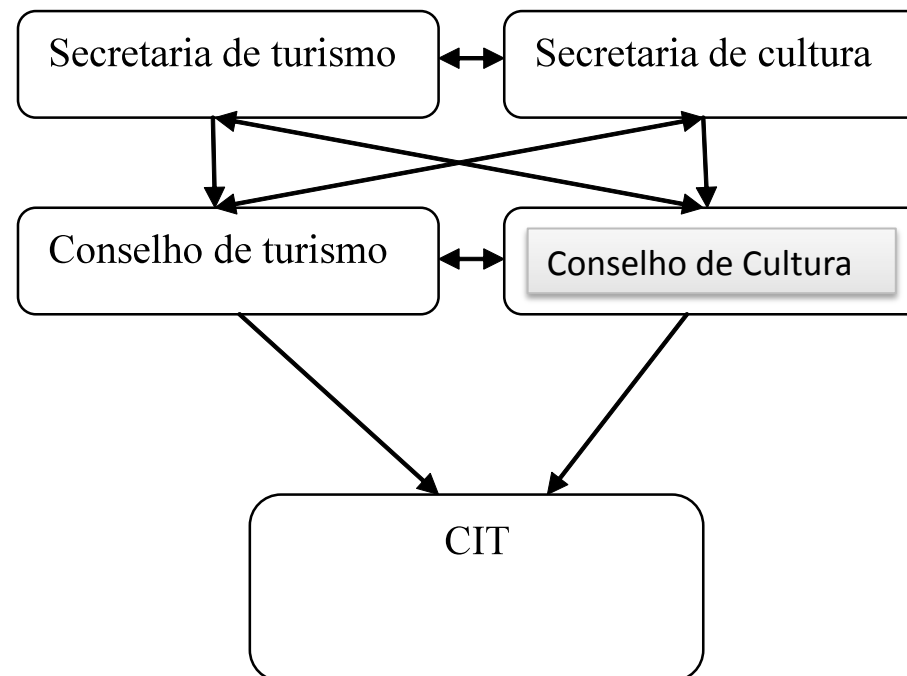 Secretaria de turismo
Secretaria de cultura
Conselho de turismo
Conselho de Cultura
CIT